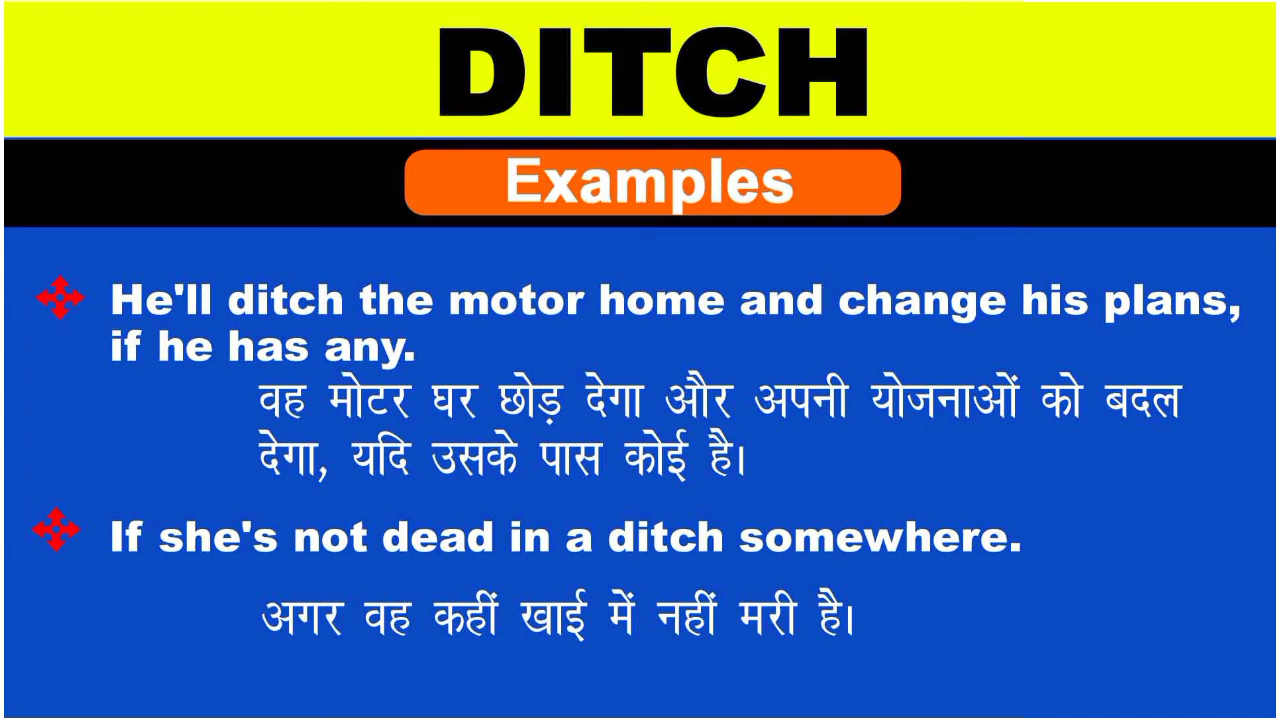 DITCH
Examples
He'll ditch the motor home and change his plans,
if he has any.
वह मोटर घर छोड़ देगा और अपनी योजनाओं को बदल
देगा, यदि उसके पास कोई है।
If she's not dead in a ditch somewhere.
अगर वह कहीं खाई में नहीं मरी है।